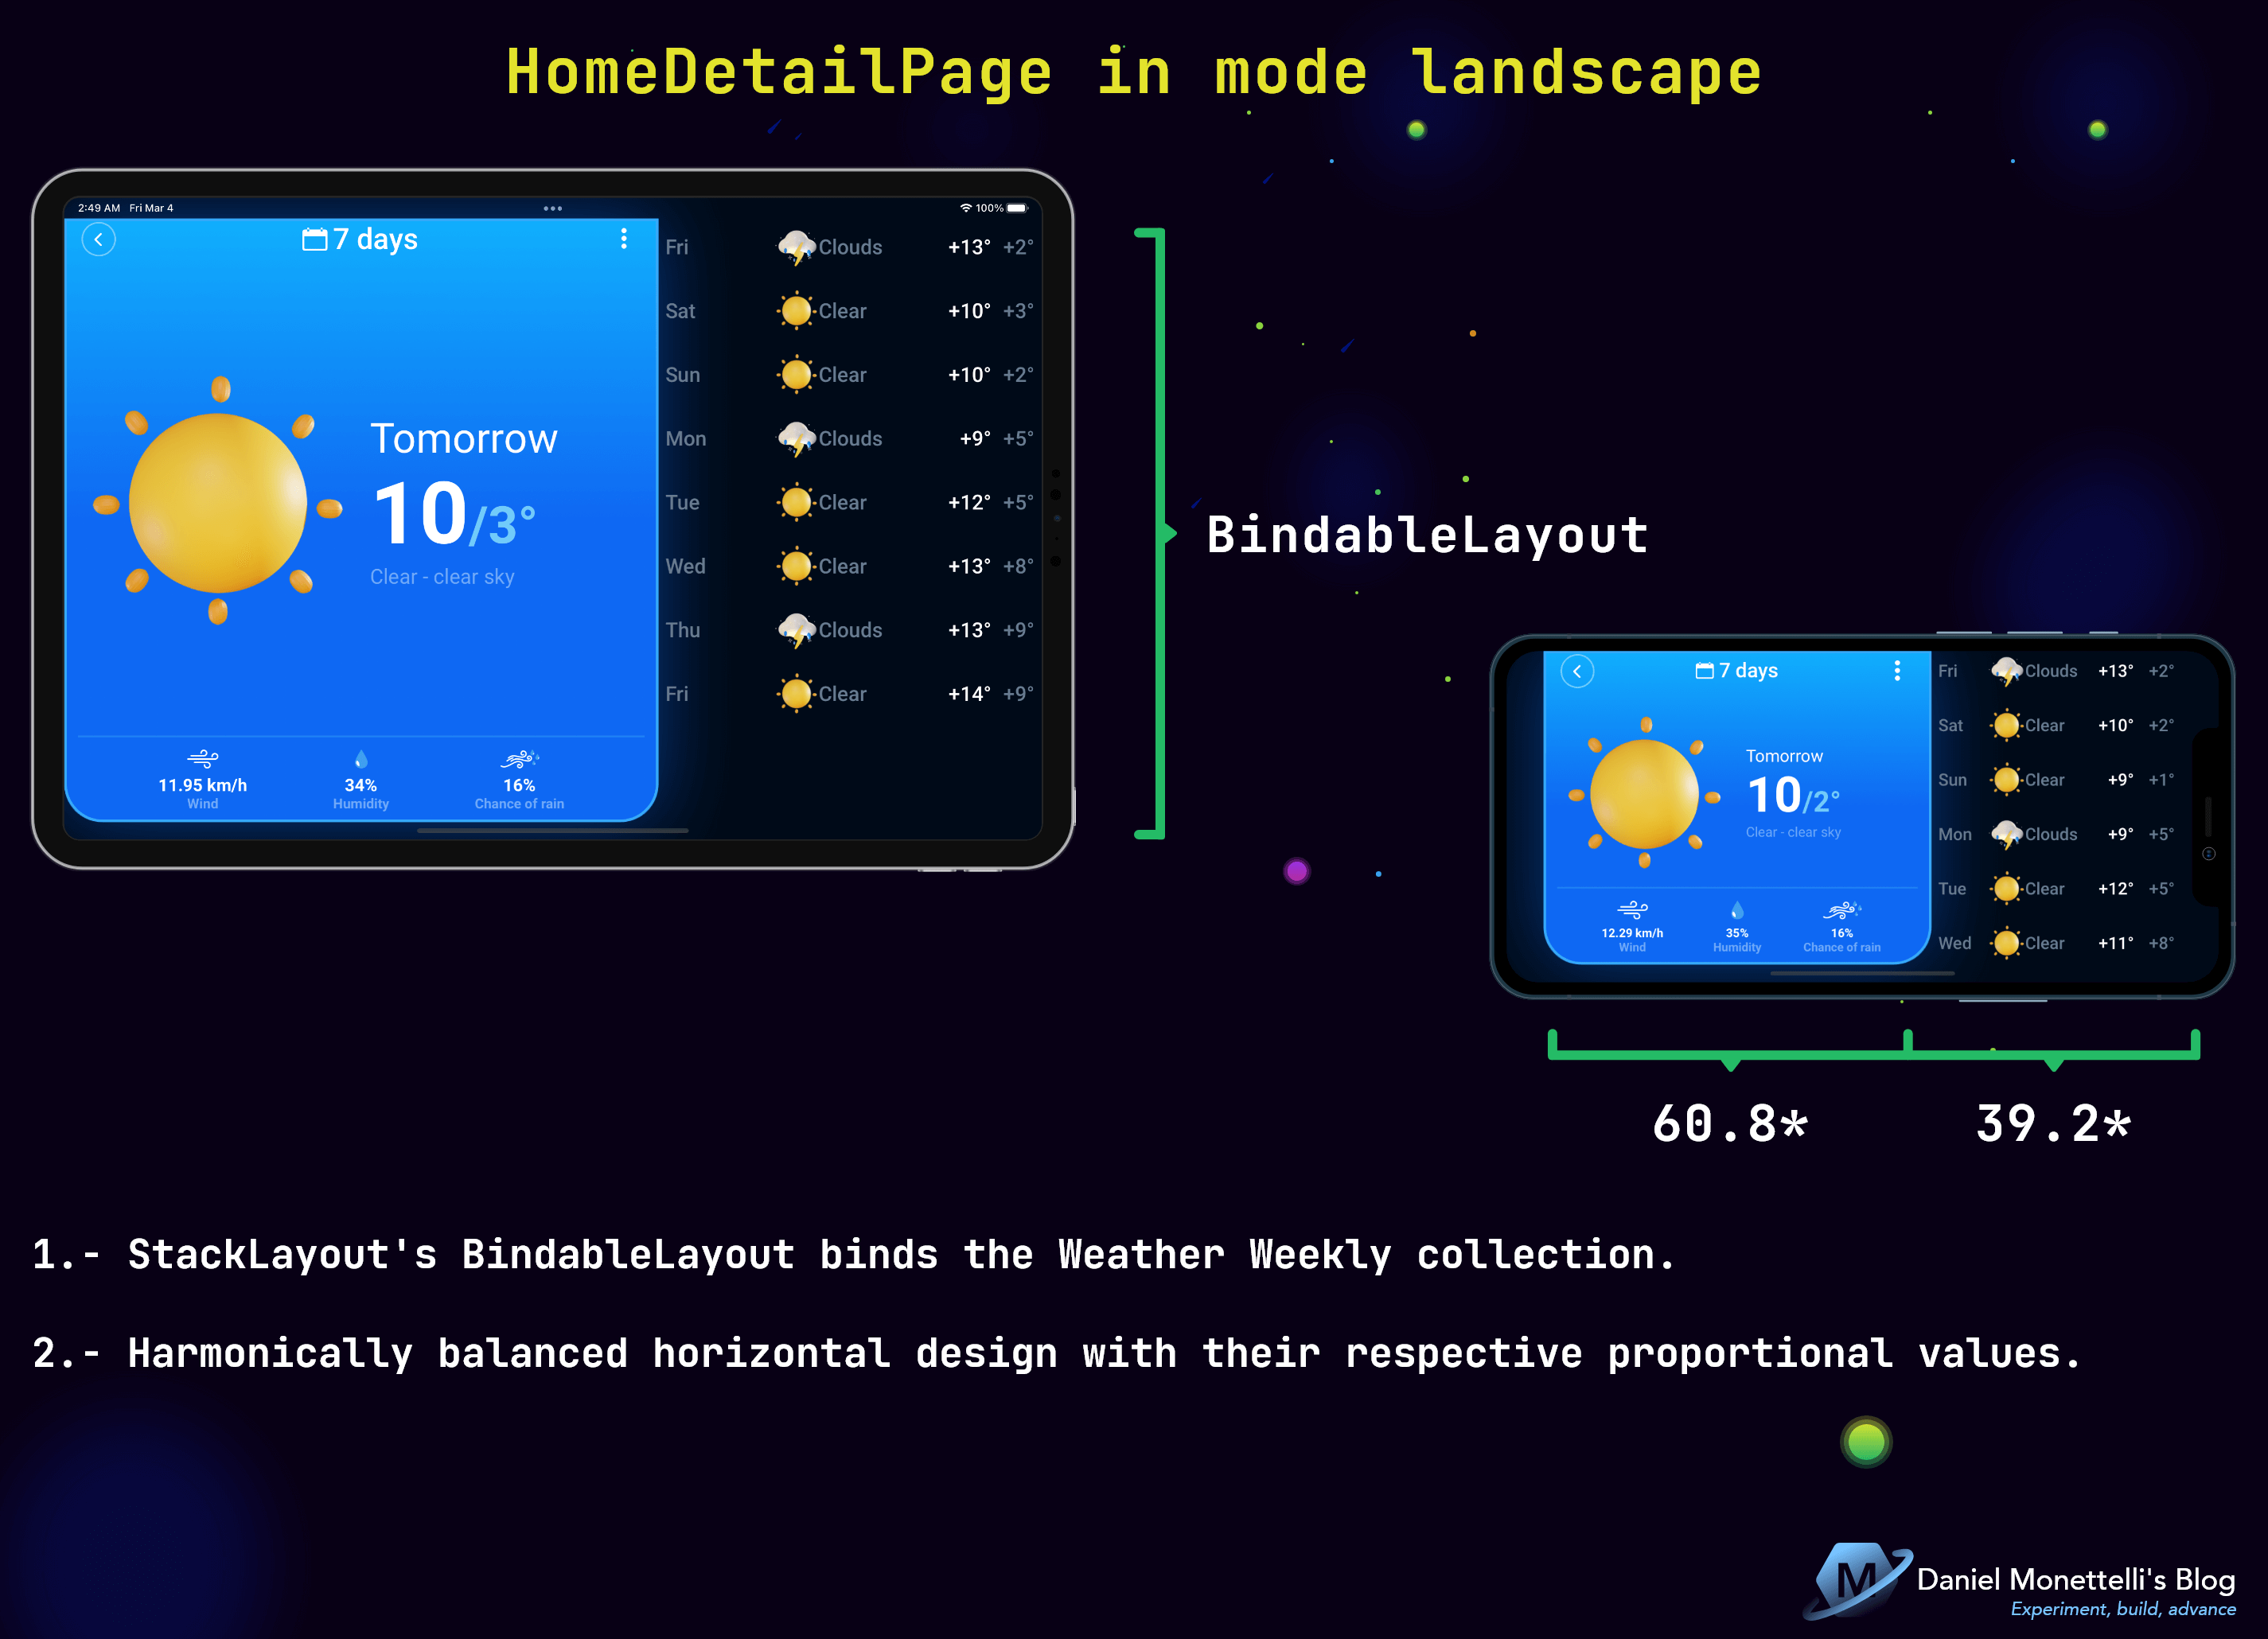 HomeDetailPage in mode landscape
2:49 AM Fri Mar 4
100%
7 days
Tomorrow
10/3°
Clear - clear sky
11.95 km/h
Wind
34%
Humidity
16%
Chance of rain
Fri Clouds +13° +2°
Sat Clear +10° +3°
Sun Clear +10° +2°
Mon Clouds +9° +5°
Tue Clear +12° +5°
Wed Clear +13° +8°
Thu Clouds +13° +9°
Fri Clear +14° +9°
BindableLayout
7 days
Tomorrow
10/2°
Clear - clear sky
12.29 km/h
Wind
35%
Humidity
16%
Chance of rain
Fri Clouds +13° +2°
Sat Clear +10° +2°
Sun Clear +9° +1°
Mon Clouds +9° +5°
Tue Clear +12° +5°
Wed Clear +11° +8°
60.8* 39.2*
1.- StackLayout's BindableLayout binds the Weather Weekly collection.
2.- Harmonically balanced horizontal design with their respective proportional values.
M
Daniel Monettelli's Blog
Experiment, build, advance